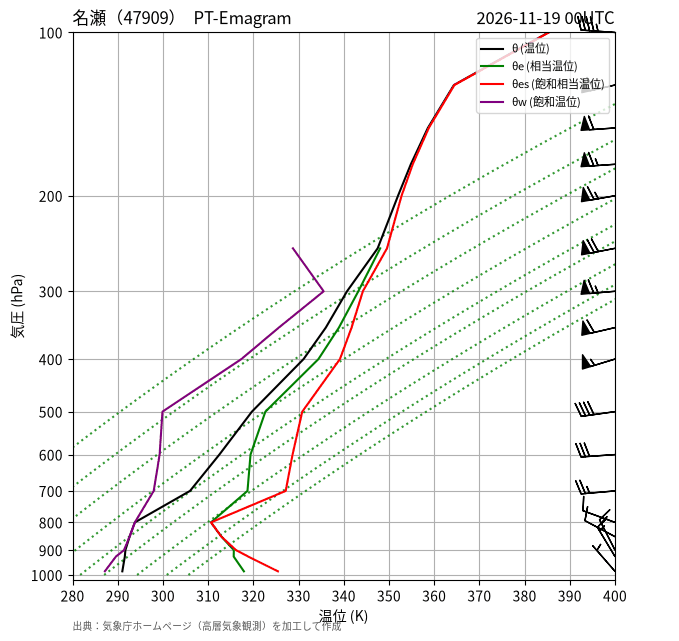 名瀬（47909） PT-Emagram
2026-11-19 00UTC
θ (温位)
θe (相当温位)
θes (飽和相当温位)
θw (飽和温位)
気圧 (hPa)
100
200
300
400
500
600
700
800
900
1000
280 290 300 310 320 330 340 350 360 370 380 390 400
温位 (K)
出典：気象庁ホームページ（高層気象観測）を加工して作成